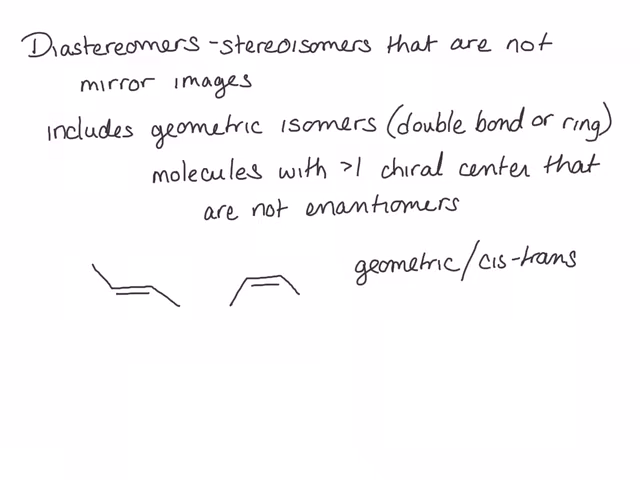 Diastereomers - stereoisomers that are not
mirror images
includes geometric isomers (double bond or ring)
molecules with >1 chiral center that
are not enantiomers
geometric/cis-trans